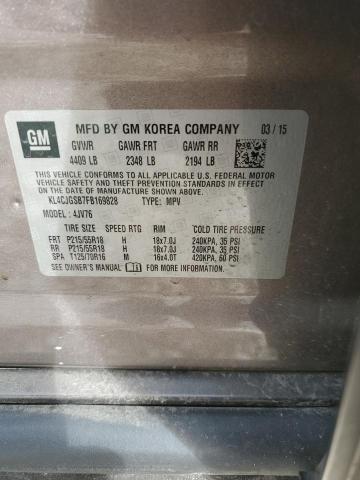 GM
MFD BY GM KOREA COMPANY 03/15
GVWR GAWR FRT GAWR RR
4409 LB 2348 LB 2194 LB
THIS VEHICLE CONFORMS TO ALL APPLICABLE U.S. FEDERAL MOTOR
VEHICLE SAFETY, BUMPER, AND THEFT PREVENTION STANDARDS
IN EFFECT ON THE DATE OF MANUFACTURE SHOWN ABOVE.
KL4CJGSB7FB169828 TYPE: MPV
MODEL: 4JV76
TIRE SIZE SPEED RTG RIM COLD TIRE PRESSURE
FRT P215/55R18 H 18x7.0J 240KPA, 35 PSI
RR P215/55R18 H 18x7.0J 240KPA, 35 PSI
SPA T125/70R16 M 16x4.0T 420KPA, 60 PSI
SEE OWNER'S MANUAL FOR MORE INFORMATION.